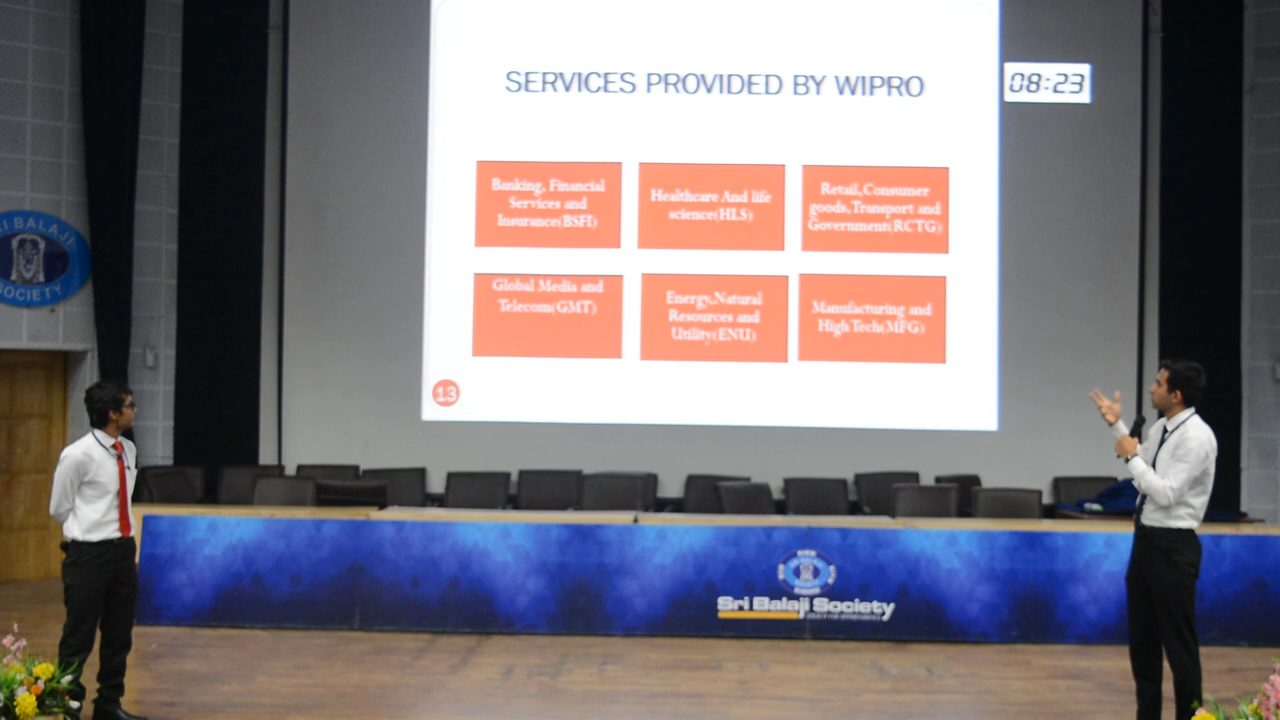 SERVICES PROVIDED BY WIPRO
08:23
Banking, Financial
Services and
Insurance(BSFI)
Healthcare And life
science(HLS)
Retail,Consumer
goods,Transport and
Government(RCTG)
Global Media and
Telecom(GMT)
Energy,Natural
Resources and
Utility(ENU)
Manufacturing and
High Tech(MFG)
13
I BALAJI
SOCIETY
Sri Balaji Society